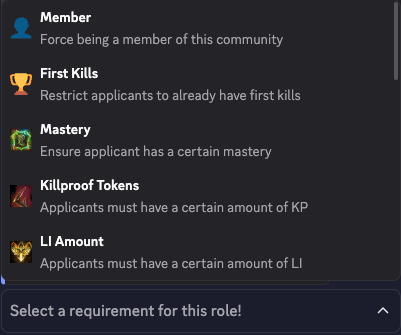 Member
Force being a member of this community
First Kills
Restrict applicants to already have first kills
Mastery
Ensure applicant has a certain mastery
Killproof Tokens
Applicants must have a certain amount of KP
LI Amount
Applicants must have a certain amount of LI
Select a requirement for this role!